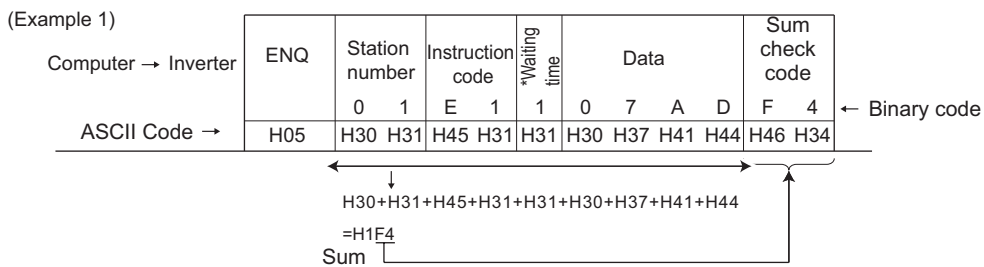 (Example 1)
Computer → Inverter
ENQ
Station
number
Instruction
code
*Waiting
time
Data
Sum
check
code
0 1 E 1 1 0 7 A D F 4 ← Binary code
ASCII Code → H05 H30 H31 H45 H31 H31 H30 H37 H41 H44 H46 H34
H30+H31+H45+H31+H31+H30+H37+H41+H44
=H1F4
Sum